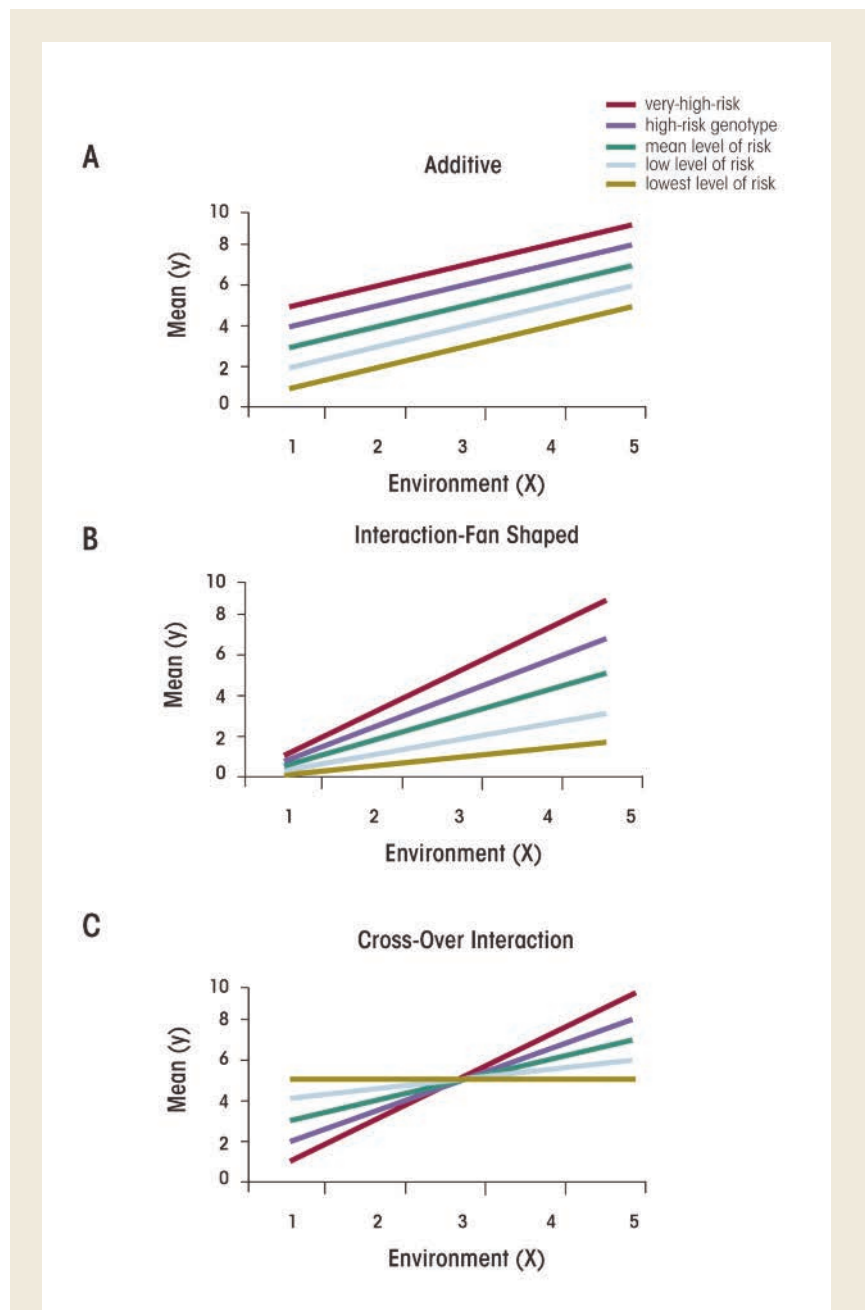 very-high-risk
high-risk genotype
mean level of risk
low level of risk
lowest level of risk
A
Additive
10
8
6
4
2
0
Mean (y)
1 2 3 4 5
Environment (X)
B
Interaction-Fan Shaped
10
8
6
4
2
0
Mean (y)
1 2 3 4 5
Environment (X)
C
Cross-Over Interaction
10
8
6
4
2
0
Mean (y)
1 2 3 4 5
Environment (X)